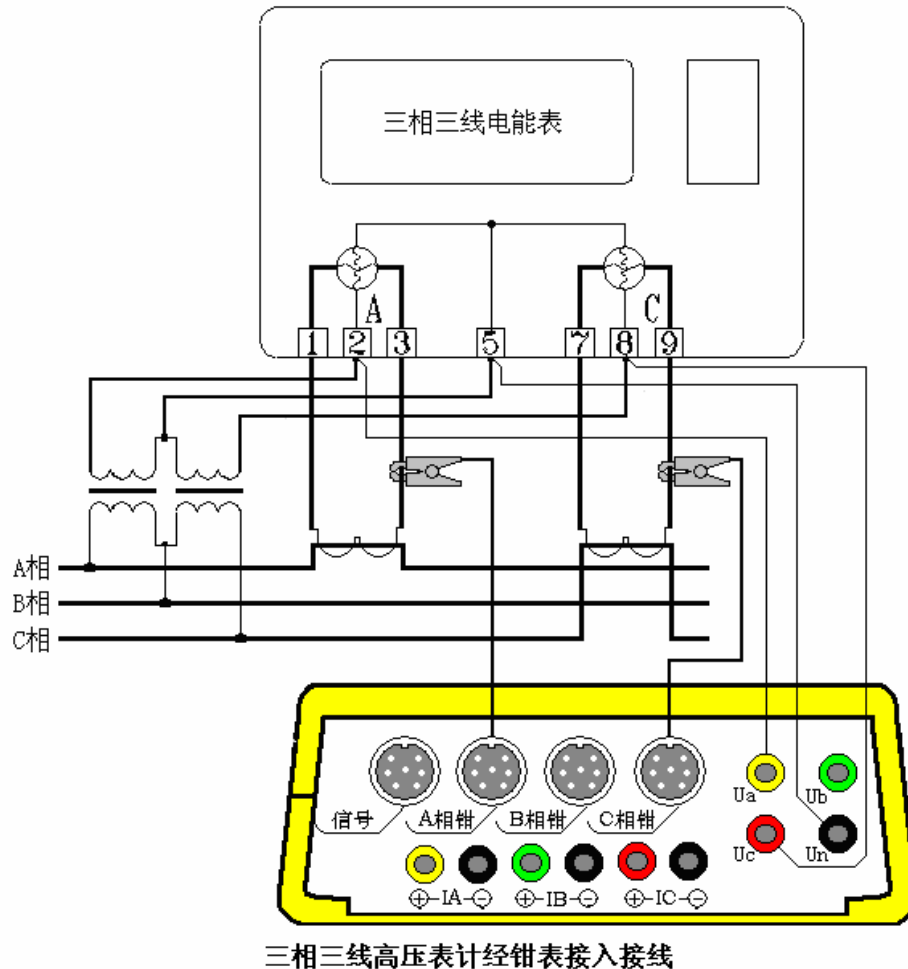 三相三线电能表
A C
1 2 3 5 7 8 9
A相
B相
C相
信号 A相钳 B相钳 C相钳
Ua Ub
Uc Un
+-IA-- +-IB-- +-IC--
三相三线高压表计经钳表接入接线